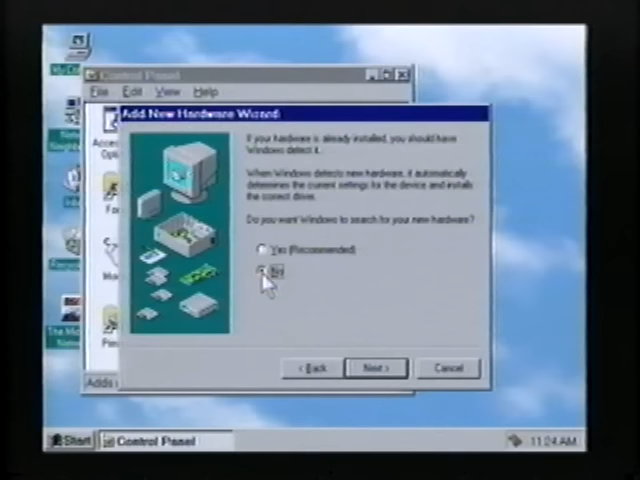 Control Panel
File Edit View Help
Add New Hardware Wizard
If your hardware is already installed, you should have
Windows detect it.
When Windows detects new hardware, it automatically
determines the current settings for the device and installs
the correct driver.
Do you want Windows to search for your new hardware?
Yes (Recommended)
No
< Back
Next >
Cancel
Adds
Start
Control Panel
11:24 AM